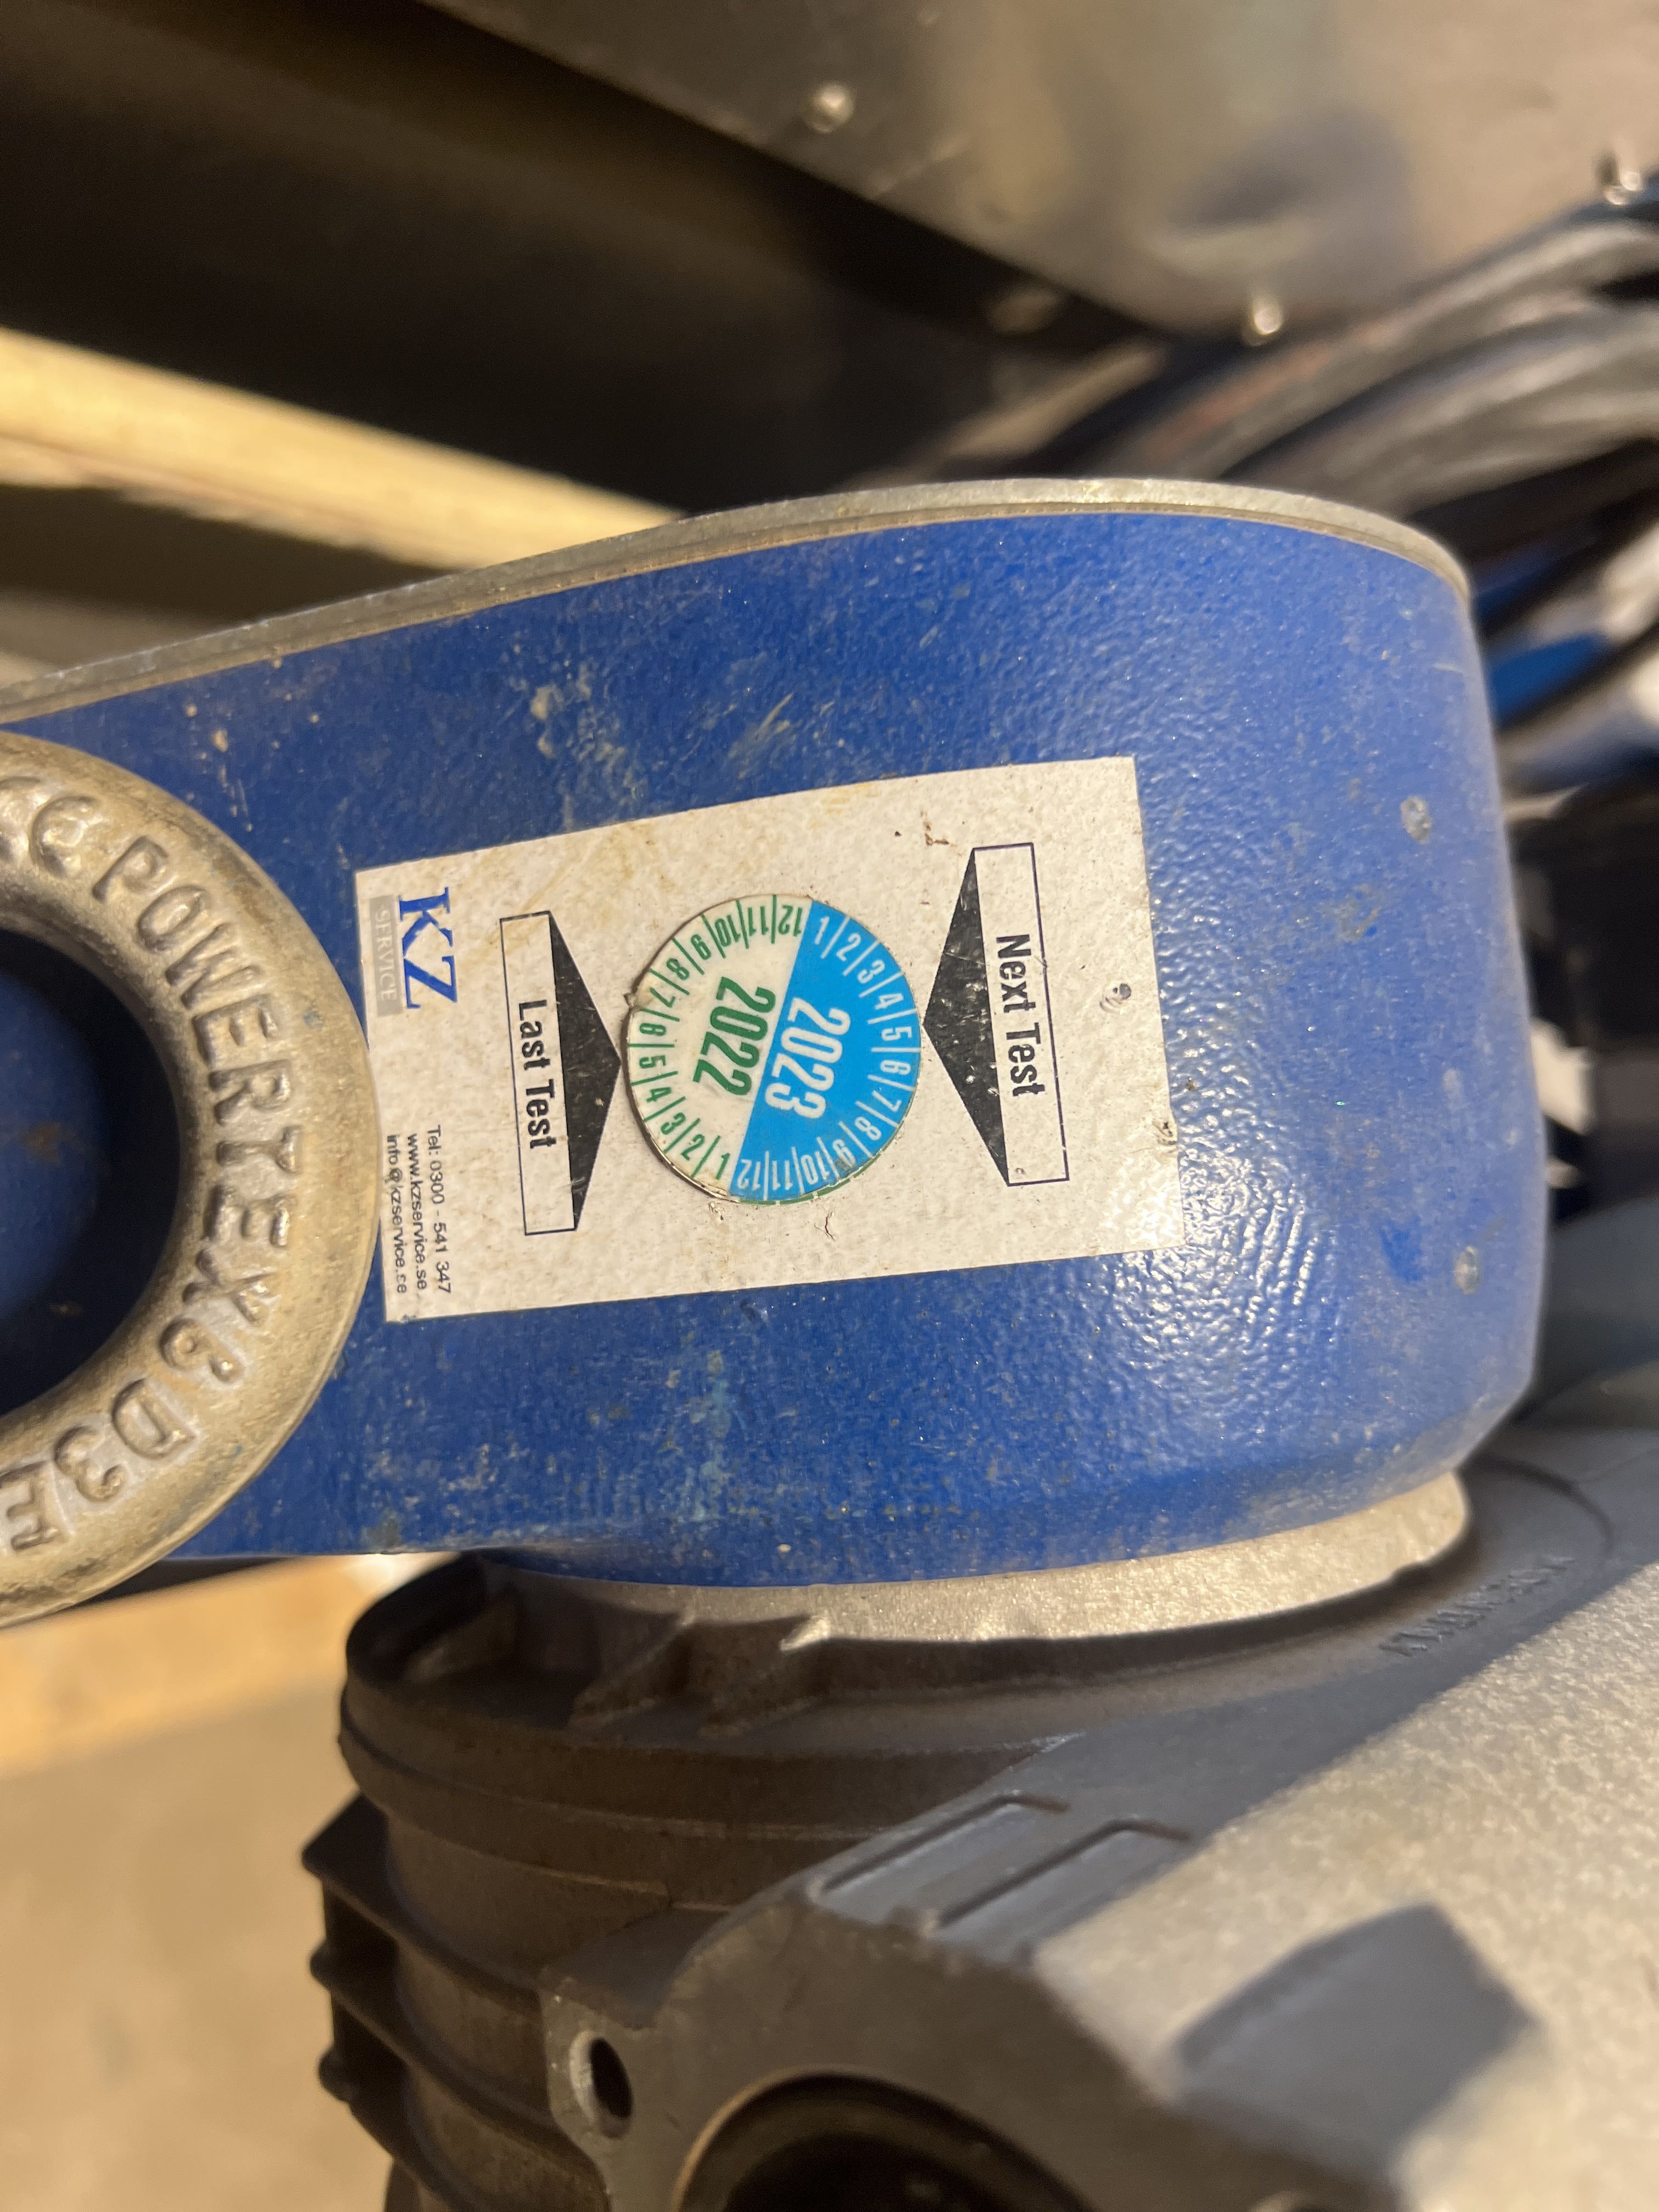 Next Test
1 2 3 4 5 6 7 8 9 10 11 12
2023
2022
12 11 10 9 8 7 6 5 4 3 2 1
Last Test
KZ
SERVICE
Tel: 0300 - 541 347
www.kzservice.se
info@kzservice.se
POWERTEX